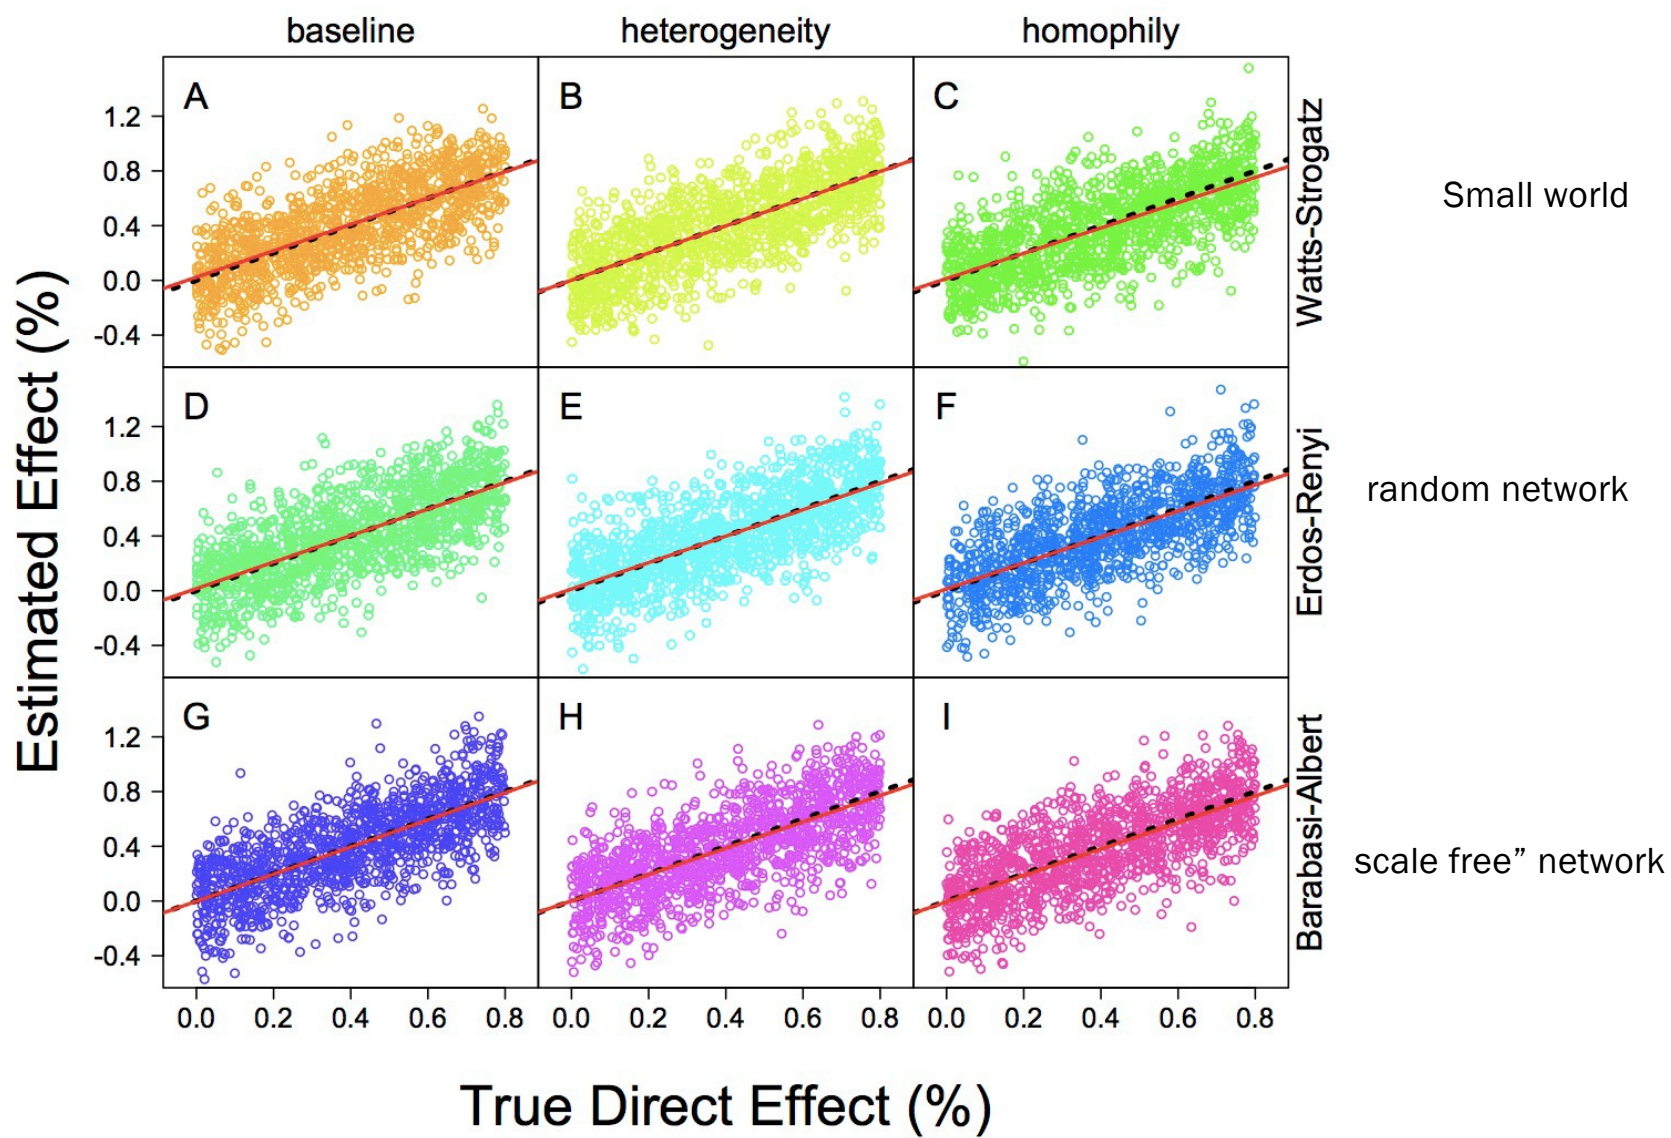 baseline heterogeneity homophily
A B C
1.2
0.8
0.4
0.0
-0.4
Watts-Strogatz
Small world
D E F
1.2
0.8
0.4
0.0
-0.4
Erdos-Renyi
random network
G H I
1.2
0.8
0.4
0.0
-0.4
Barabasi-Albert
scale free” network
Estimated Effect (%)
0.0 0.2 0.4 0.6 0.8 0.0 0.2 0.4 0.6 0.8 0.0 0.2 0.4 0.6 0.8
True Direct Effect (%)